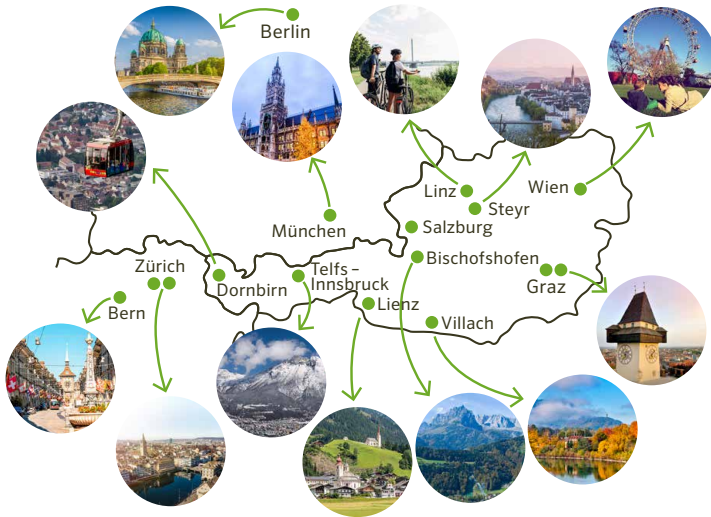 Berlin
Linz
Wien
Steyr
München
Salzburg
Zürich
Dornbirn
Telfs –
Innsbruck
Bischofshofen
Graz
Bern
Lienz
Villach